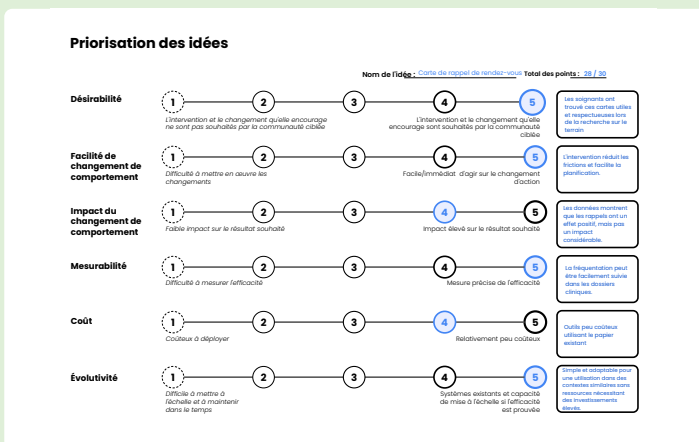 Priorisation des idées
Nom de l'idée : Carte de rappel de rendez-vous Total des points : 28 / 30
Désirabilité
1 2 3 4 5
L'intervention et le changement qu'elle encourage
ne sont pas souhaités par la communauté ciblée
L'intervention et le changement qu'elle
encourage sont souhaités par la communauté
ciblée
Les soignants ont
trouvé ces cartes utiles
et respectueuses lors
de la recherche sur le
terrain
Facilité de
changement de
comportement
1 2 3 4 5
Difficulté à mettre en œuvre les
changements
Facile/immédiat d'agir sur le changement
d'action
L'intervention réduit les
frictions et facilite la
planification.
Impact du
changement de
comportement
1 2 3 4 5
Faible impact sur le résultat souhaité
Impact élevé sur le résultat souhaité
Les données montrent
que les rappels ont un
effet positif, mais pas
un impact
considérable.
Mesurabilité
1 2 3 4 5
Difficulté à mesurer l'efficacité
Mesure précise de l'efficacité
La fréquentation peut
être facilement suivie
dans les dossiers
cliniques.
Coût
1 2 3 4 5
Coûteux à déployer
Relativement peu coûteux
Outils peu coûteux
utilisant le papier
existant
Évolutivité
1 2 3 4 5
Difficile à mettre à
l'échelle et à maintenir
dans le temps
Systèmes existants et capacité
de mise à l'échelle si l'efficacité
est prouvée
Simple et adaptable pour
une utilisation dans des
contextes similaires sans
ressources nécessitant
des investissements
élevés.